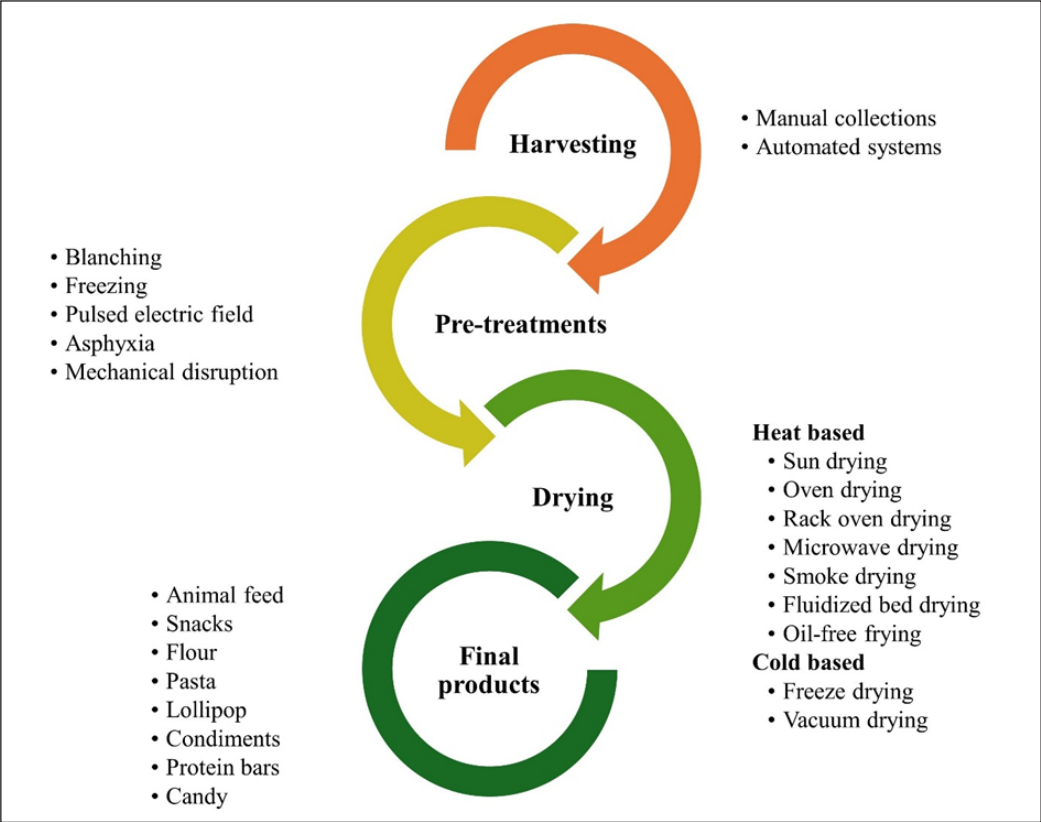 Harvesting
• Manual collections
• Automated systems
Pre-treatments
• Blanching
• Freezing
• Pulsed electric field
• Asphyxia
• Mechanical disruption
Drying
Heat based
• Sun drying
• Oven drying
• Rack oven drying
• Microwave drying
• Smoke drying
• Fluidized bed drying
• Oil-free frying
Cold based
• Freeze drying
• Vacuum drying
Final
products
• Animal feed
• Snacks
• Flour
• Pasta
• Lollipop
• Condiments
• Protein bars
• Candy